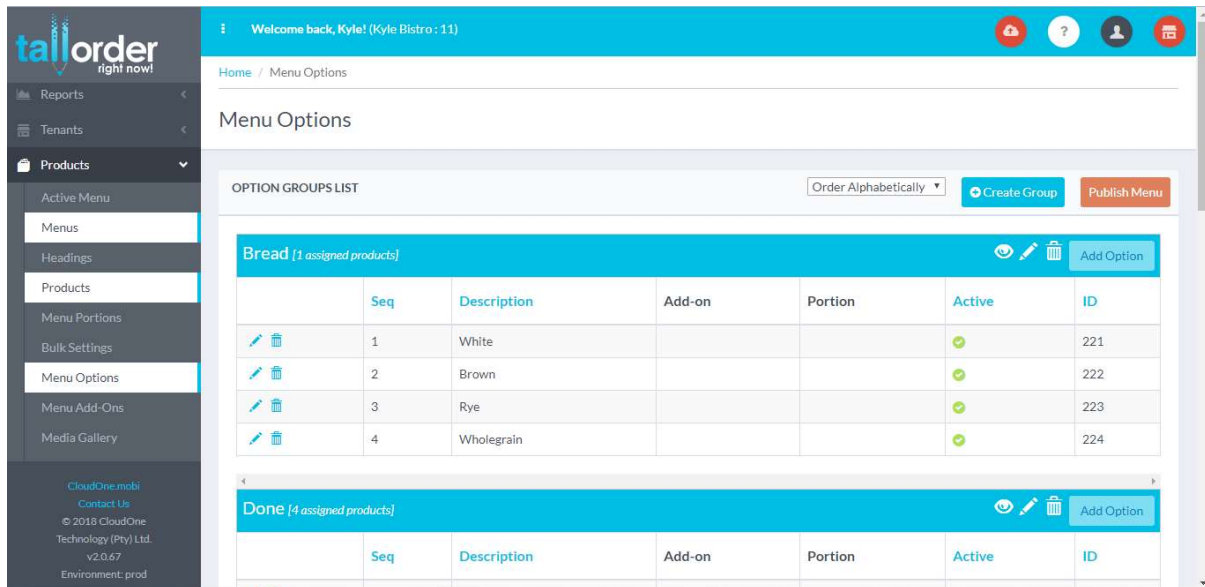 tallorder
right now!
Welcome back, Kyle! (Kyle Bistro : 11)
?
Home / Menu Options
Menu Options
Reports
Tenants
Products
Active Menu
Menus
Headings
Products
Menu Portions
Bulk Settings
Menu Options
Menu Add-Ons
Media Gallery
CloudOne.mobi
Contact Us
© 2018 CloudOne
Technology (Pty) Ltd.
v2.0.67
Environment: prod
OPTION GROUPS LIST
Order Alphabetically
Create Group
Publish Menu
Bread [1 assigned products]
Add Option
Seq Description Add-on Portion Active ID
1 White 221
2 Brown 222
3 Rye 223
4 Wholegrain 224
Done [4 assigned products]
Add Option
Seq Description Add-on Portion Active ID